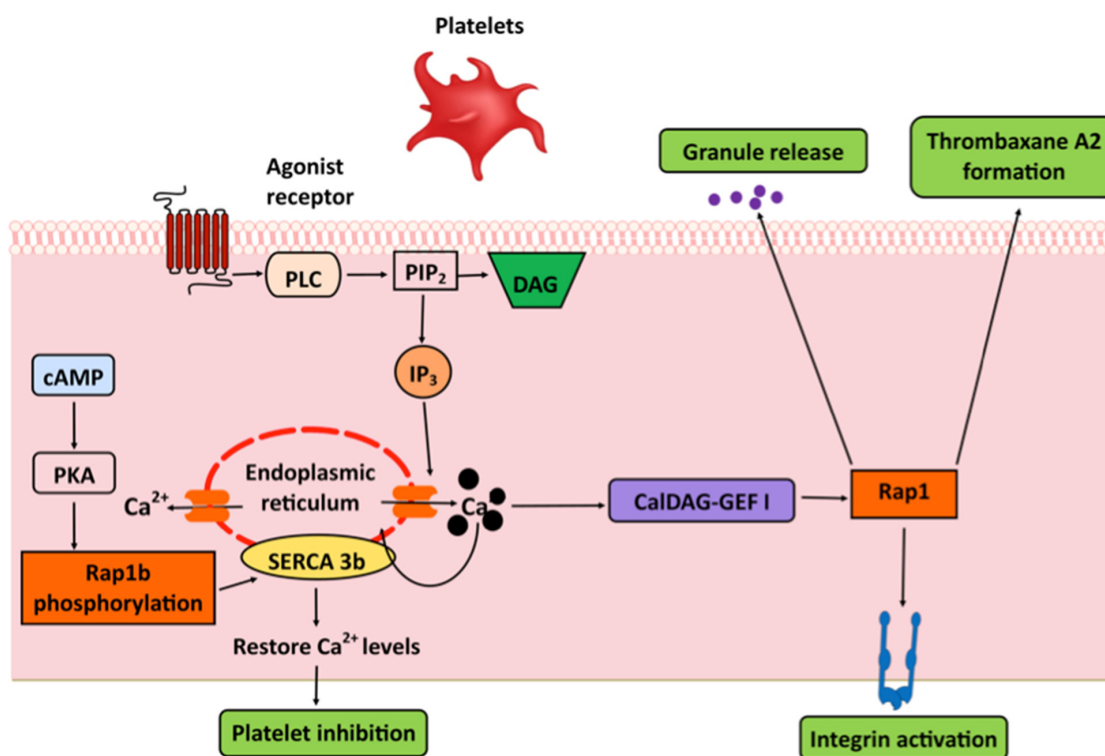 Platelets
Granule release
Thrombaxane A2
formation
Agonist
receptor
PLC
PIP₂
DAG
IP₃
cAMP
PKA
Endoplasmic
reticulum
Ca²⁺
Ca
CalDAG-GEF I
Rap1
SERCA 3b
Rap1b
phosphorylation
Restore Ca²⁺ levels
Platelet inhibition
Integrin activation